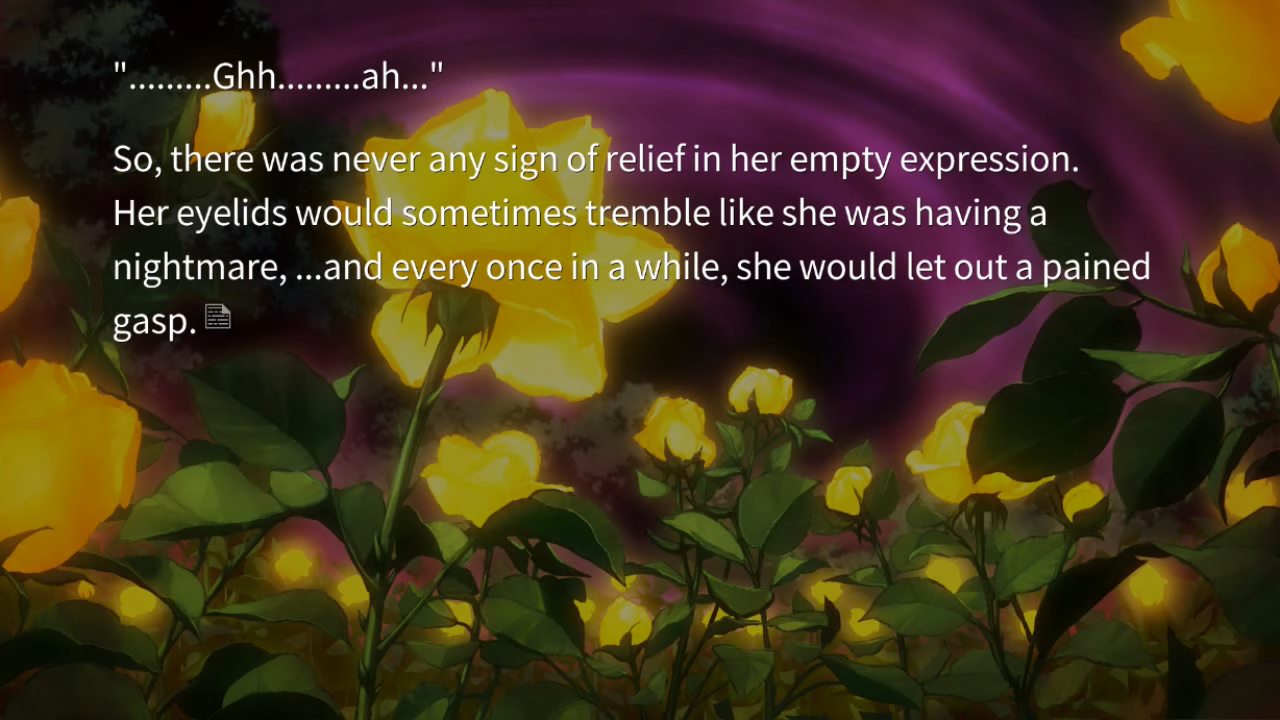 ".........Ghh.........ah..."
So, there was never any sign of relief in her empty expression.
Her eyelids would sometimes tremble like she was having a
nightmare, ...and every once in a while, she would let out a pained
gasp.